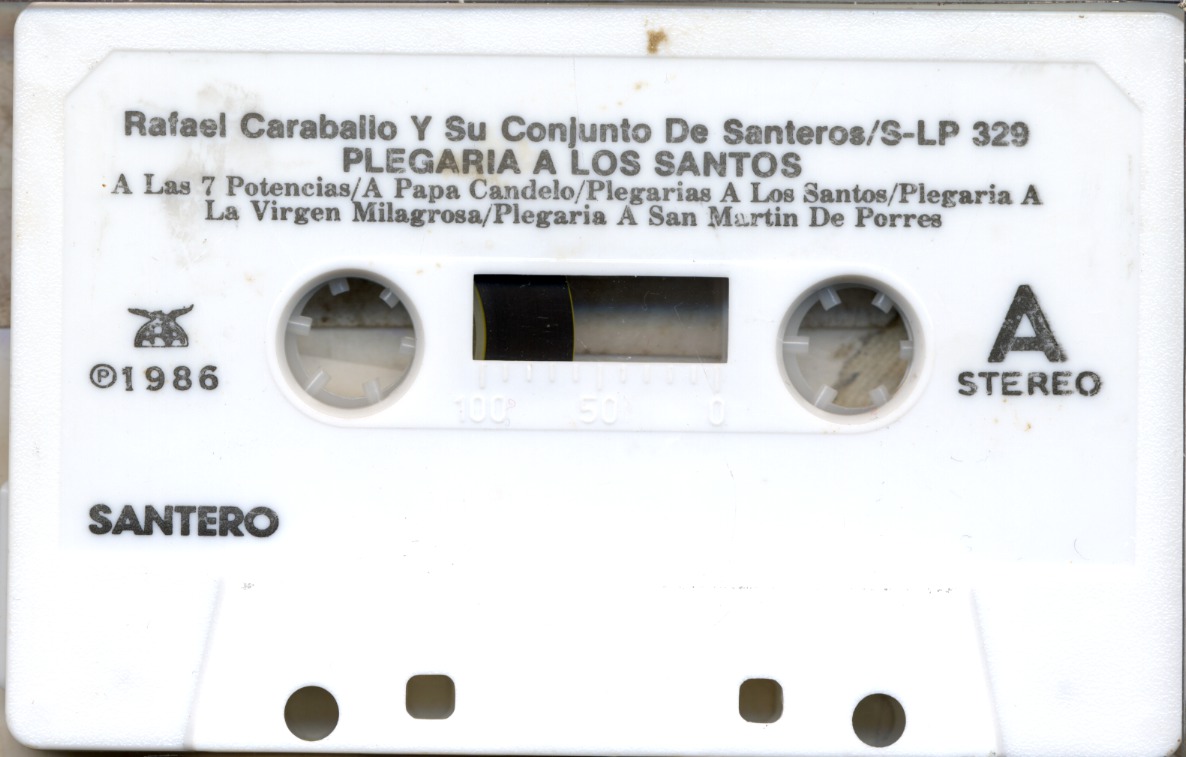 Rafael Caraballo Y Su Conjunto De Santeros/S-LP 329
PLEGARIA A LOS SANTOS
A Las 7 Potencias/A Papa Candelo/Plegarias A Los Santos/Plegaria A
La Virgen Milagrosa/Plegaria A San Martin De Porres
℗1986
A
STEREO
100 50 0
SANTERO